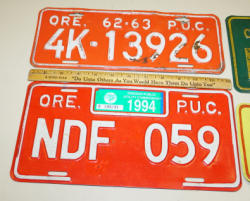 ORE. 62-63 P.U.C.
4K-13926
"Do Unto Others As You Would Have Them Do Unto You"
ORE. 1994 P.U.C.
NDF 059